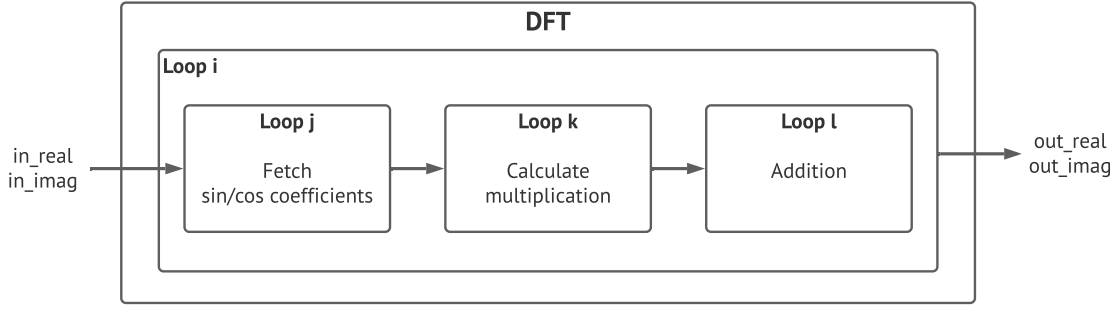 DFT
Loop i
in_real
in_imag
Loop j
Fetch
sin/cos coefficients
Loop k
Calculate
multiplication
Loop l
Addition
out_real
out_imag